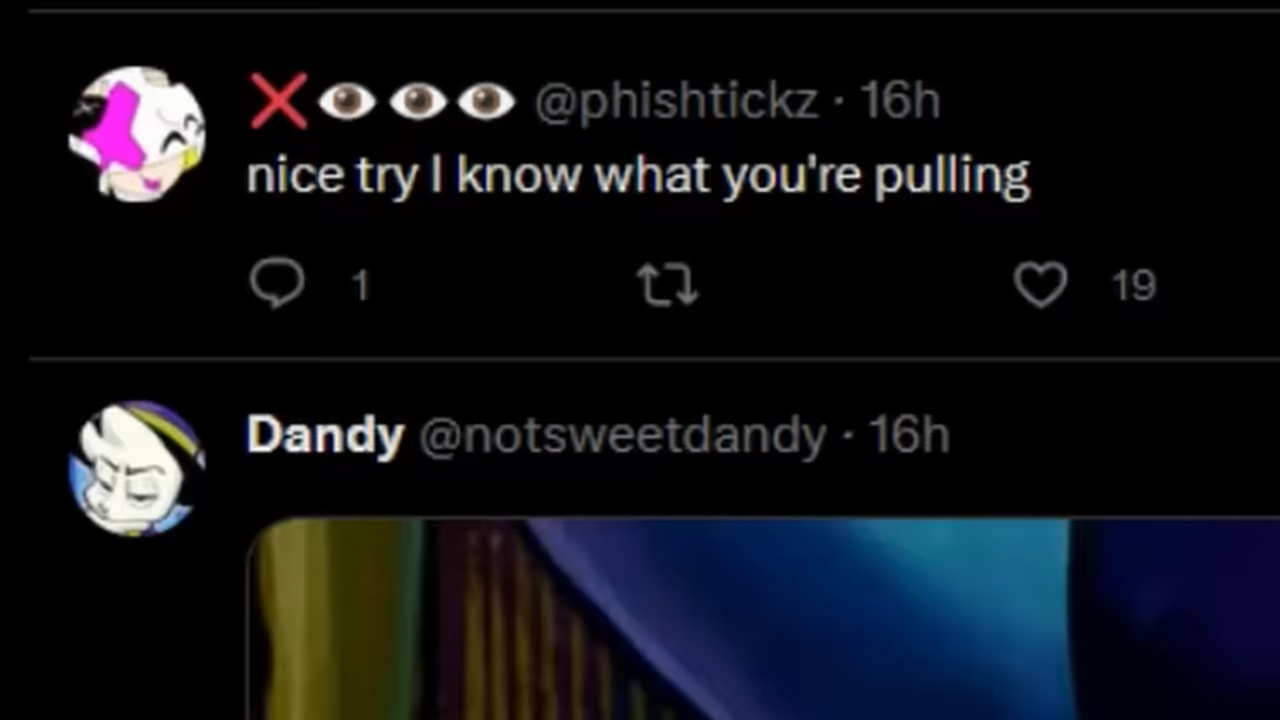 ❌👁️👁️👁️ @phishtickz · 16h
nice try I know what you're pulling
1 19
Dandy @notsweetdandy · 16h